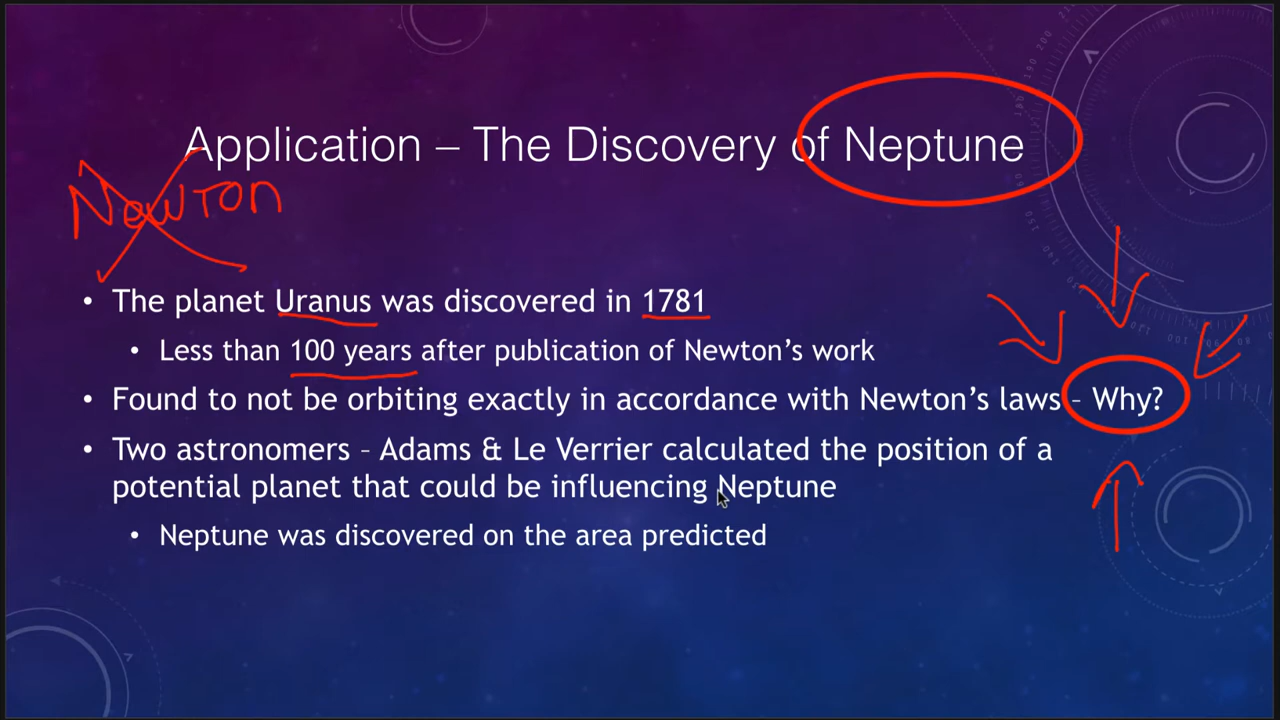 Application – The Discovery of Neptune
Newton
• The planet Uranus was discovered in 1781
• Less than 100 years after publication of Newton's work
• Found to not be orbiting exactly in accordance with Newton's laws – Why?
• Two astronomers – Adams & Le Verrier calculated the position of a
potential planet that could be influencing Neptune
• Neptune was discovered on the area predicted